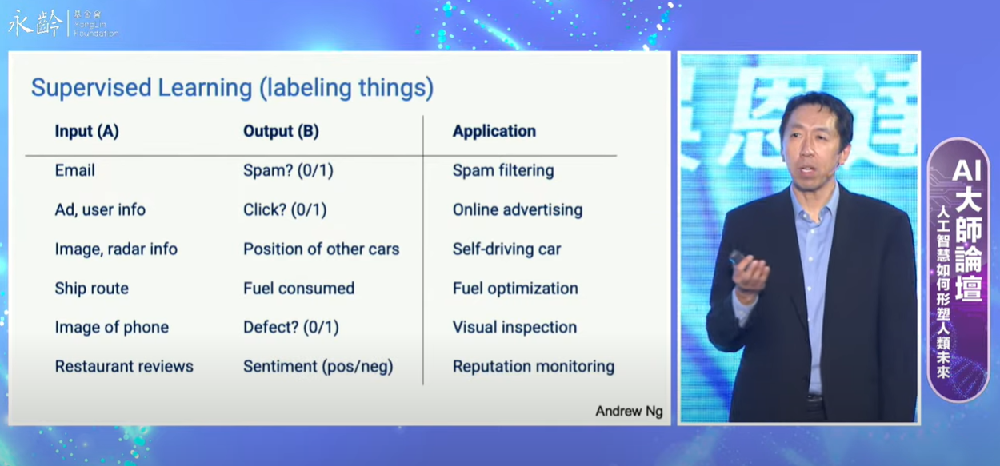 永齡
基金會
YongLin
Foundation
Supervised Learning (labeling things)
Input (A) Output (B) Application
Email Spam? (0/1) Spam filtering
Ad, user info Click? (0/1) Online advertising
Image, radar info Position of other cars Self-driving car
Ship route Fuel consumed Fuel optimization
Image of phone Defect? (0/1) Visual inspection
Restaurant reviews Sentiment (pos/neg) Reputation monitoring
Andrew Ng
恩達
AI大師論壇
人工智慧如何形塑人類未來